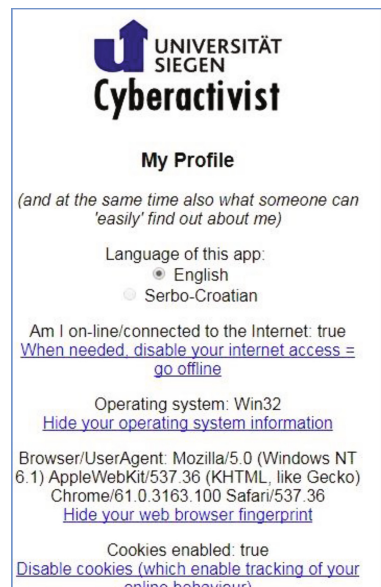 UNIVERSITÄT
SIEGEN
Cyberactivist
My Profile
(and at the same time also what someone can
'easily' find out about me)
Language of this app:
English
Serbo-Croatian
Am I on-line/connected to the Internet: true
When needed, disable your internet access =
go offline
Operating system: Win32
Hide your operating system information
Browser/UserAgent: Mozilla/5.0 (Windows NT
6.1) AppleWebKit/537.36 (KHTML, like Gecko)
Chrome/61.0.3163.100 Safari/537.36
Hide your web browser fingerprint
Cookies enabled: true
Disable cookies (which enable tracking of your
online behaviour)